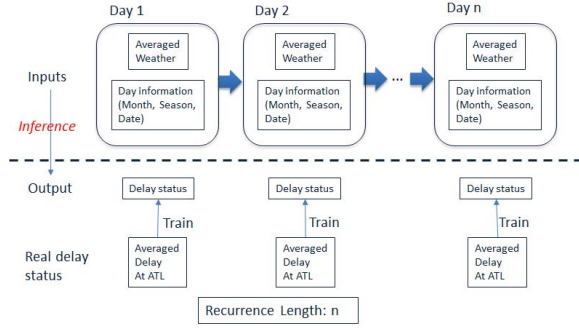 Day 1
Day 2
Day n
Inputs
Averaged
Weather
Day information
(Month, Season,
Date)
Averaged
Weather
Day information
(Month, Season,
Date)
...
Averaged
Weather
Day information
(Month, Season,
Date)
Inference
Output
Delay status
Delay status
Delay status
Train
Train
Train
Real delay
status
Averaged
Delay
At ATL
Averaged
Delay
At ATL
Averaged
Delay
At ATL
Recurrence Length: n